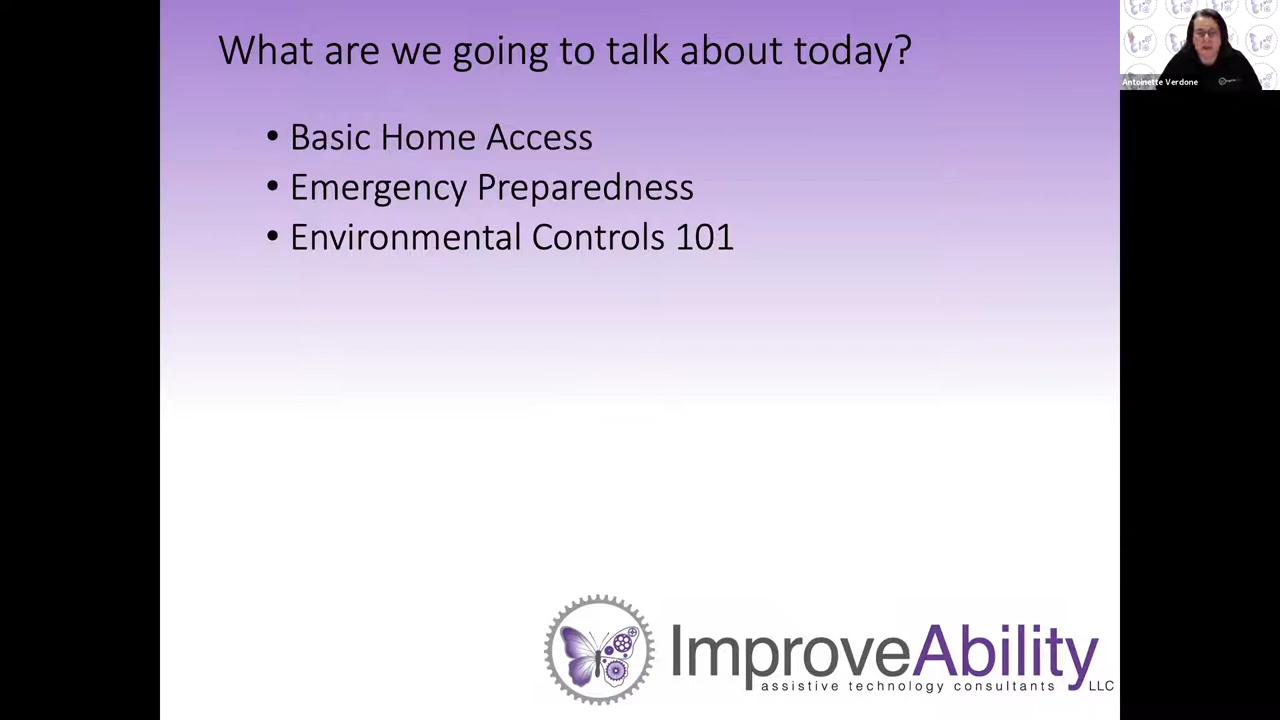 What are we going to talk about today?
Antoinette Verdone
• Basic Home Access
• Emergency Preparedness
• Environmental Controls 101
ImproveAbility
assistive technology consultants LLC